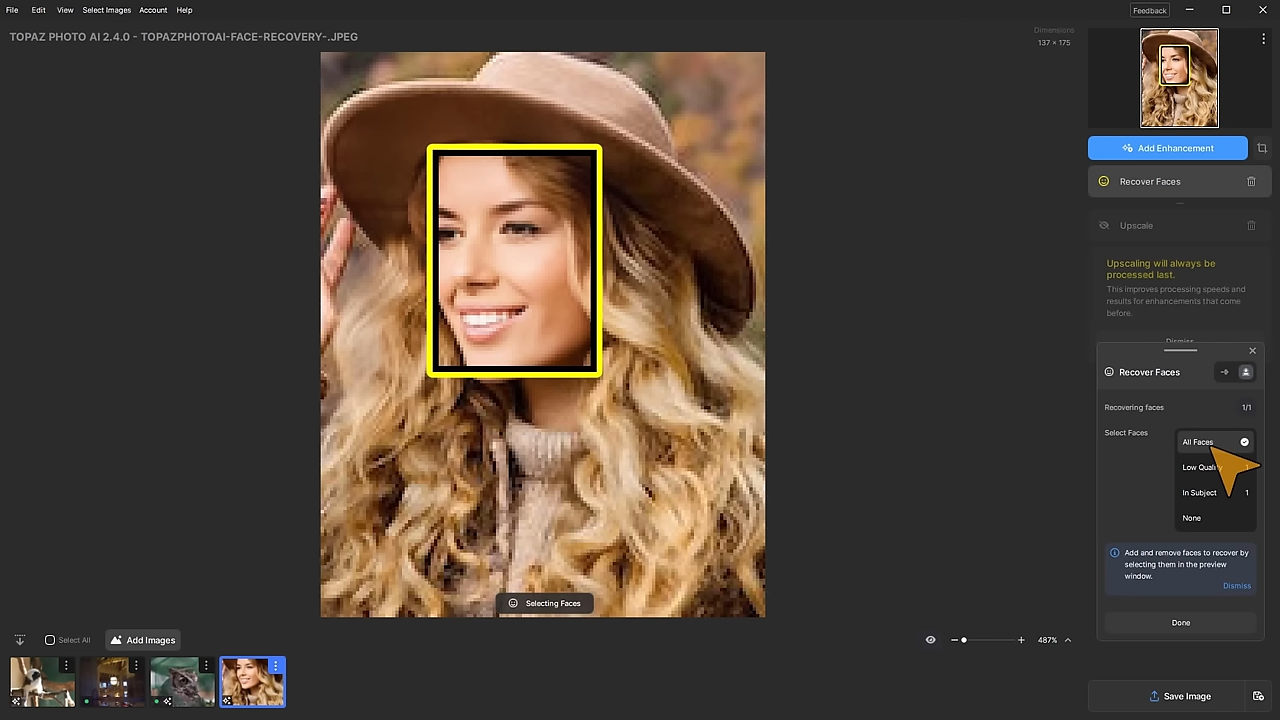 File Edit View Select Images Account Help
Feedback
TOPAZ PHOTO AI 2.4.0 - TOPAZPHOTOAI-FACE-RECOVERY-.JPEG
Dimensions
137 × 175
Add Enhancement
Recover Faces
Upscale
Upscaling will always be
processed last.
This improves processing speeds and
results for enhancements that come
before.
Dismiss
Recover Faces
Recovering faces 1/1
Select Faces
All Faces
Low Quality 1
In Subject 1
None
Add and remove faces to recover by
selecting them in the preview
window.
Dismiss
Done
Selecting Faces
Select All
Add Images
487%
Save Image